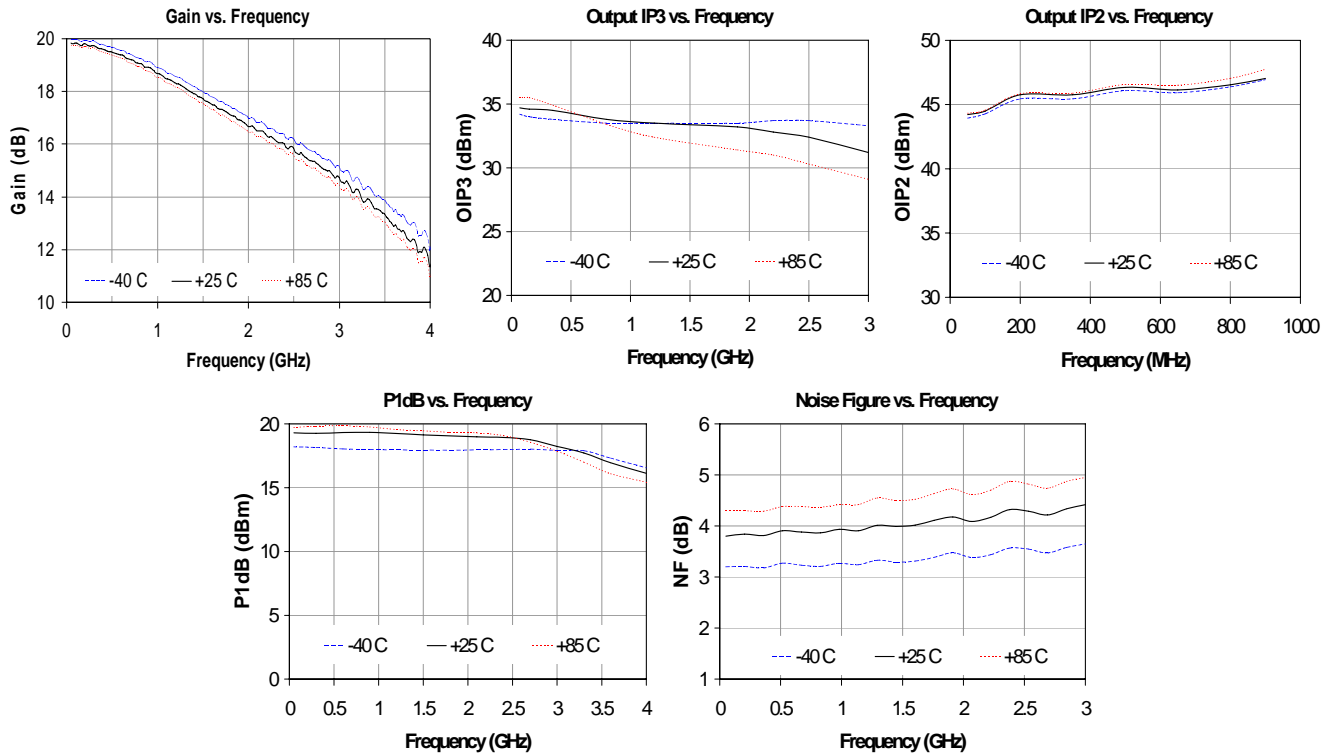 Gain vs. Frequency
20
18
16
14
12
10
Gain (dB)
-40 C
+25 C
+85 C
0
1
2
3
4
Frequency (GHz)
Output IP3 vs. Frequency
40
35
30
25
20
OIP3 (dBm)
-40 C
+25 C
+85 C
0
0.5
1
1.5
2
2.5
3
Frequency (GHz)
Output IP2 vs. Frequency
50
45
40
35
30
OIP2 (dBm)
-40 C
+25 C
+85 C
0
200
400
600
800
1000
Frequency (MHz)
P1dB vs. Frequency
20
15
10
5
0
P1dB (dBm)
-40 C
+25 C
+85 C
0
0.5
1
1.5
2
2.5
3
3.5
4
Frequency (GHz)
Noise Figure vs. Frequency
6
5
4
3
2
1
NF (dB)
-40 C
+25 C
+85 C
0
0.5
1
1.5
2
2.5
3
Frequency (GHz)